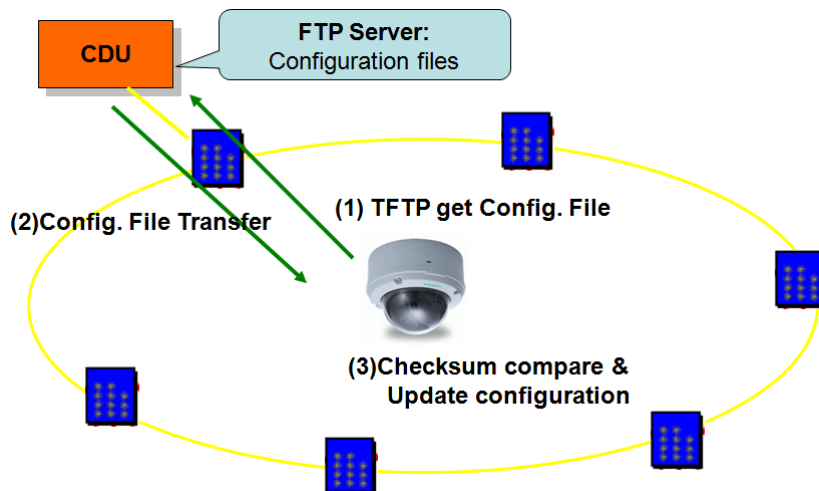 CDU
FTP Server:
Configuration files
(1) TFTP get Config. File
(2)Config. File Transfer
(3)Checksum compare &
Update configuration